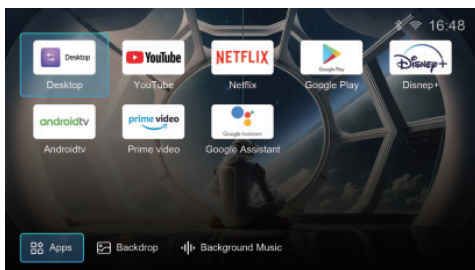 16:48
Desktop
YouTube
NETFLIX
Google Play
Disney+
Desktop
YouTube
Netflix
Google Play
Disnep+
androidtv
prime video
Google Assistant
Androidtv
Prime video
Google Assistant
Apps
Backdrop
Background Music